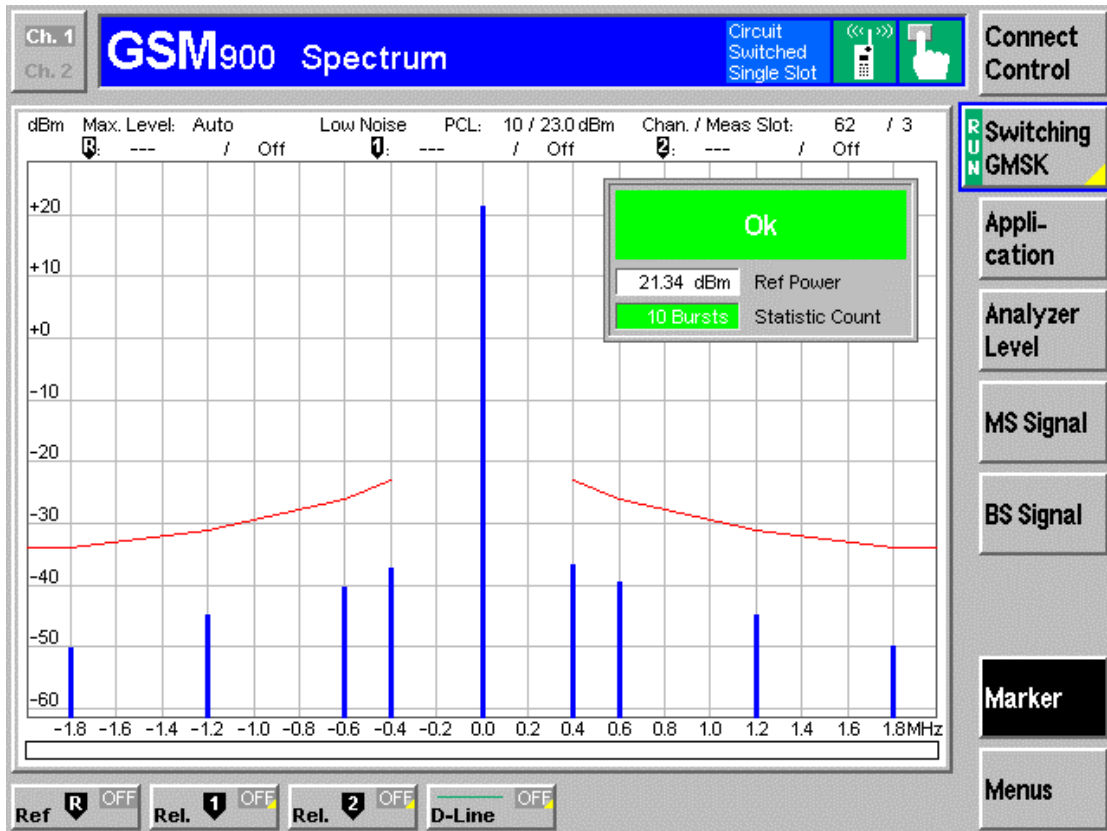 Ch. 1
Ch. 2
GSM900 Spectrum
Circuit
Switched
Single Slot
Connect
Control
dBm Max. Level: Auto Low Noise PCL: 10 / 23.0 dBm Chan. / Meas Slot: 62 / 3
R: --- / Off 1: --- / Off 2: --- / Off
RUN
Switching
GMSK
Ok
21.34 dBm Ref Power
10 Bursts Statistic Count
Appli-
cation
Analyzer
Level
MS Signal
BS Signal
Marker
Menus
+20
+10
+0
-10
-20
-30
-40
-50
-60
-1.8 -1.6 -1.4 -1.2 -1.0 -0.8 -0.6 -0.4 -0.2 0.0 0.2 0.4 0.6 0.8 1.0 1.2 1.4 1.6 1.8MHz
Ref R OFF
Rel. 1 OFF
Rel. 2 OFF
D-Line OFF